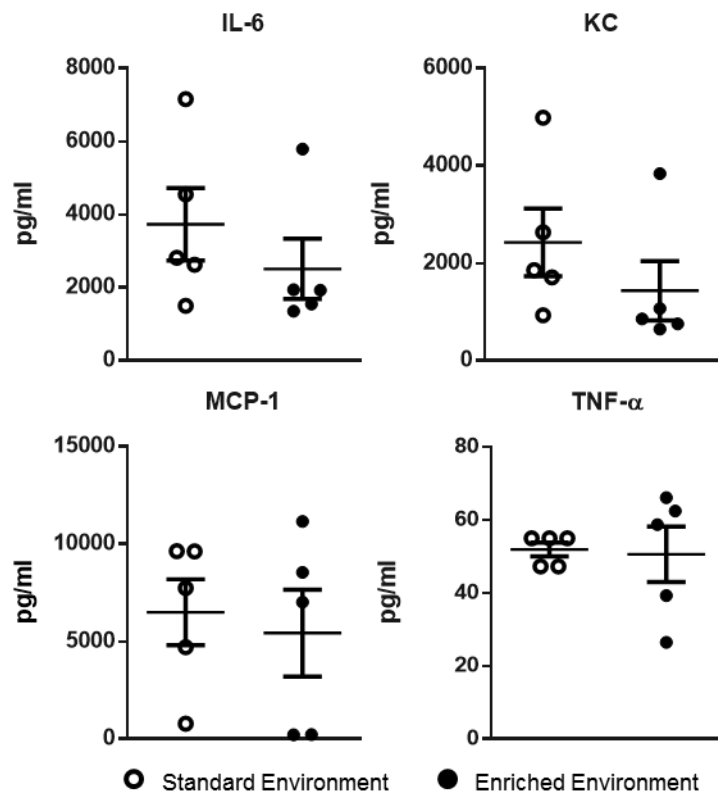 IL-6
8000
6000
4000
2000
0
pg/ml
KC
6000
4000
2000
0
pg/ml
MCP-1
15000
10000
5000
0
pg/ml
TNF-α
80
60
40
20
0
pg/ml
Standard Environment
Enriched Environment